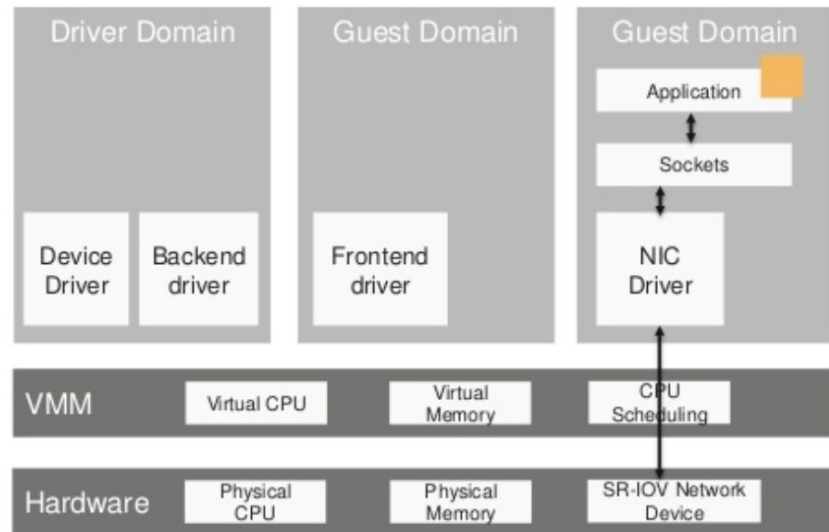 Driver Domain
Guest Domain
Guest Domain
Application
Sockets
Device
Driver
Backend
driver
Frontend
driver
NIC
Driver
VMM
Virtual CPU
Virtual
Memory
CPU
Scheduling
Hardware
Physical
CPU
Physical
Memory
SR-IOV Network
Device